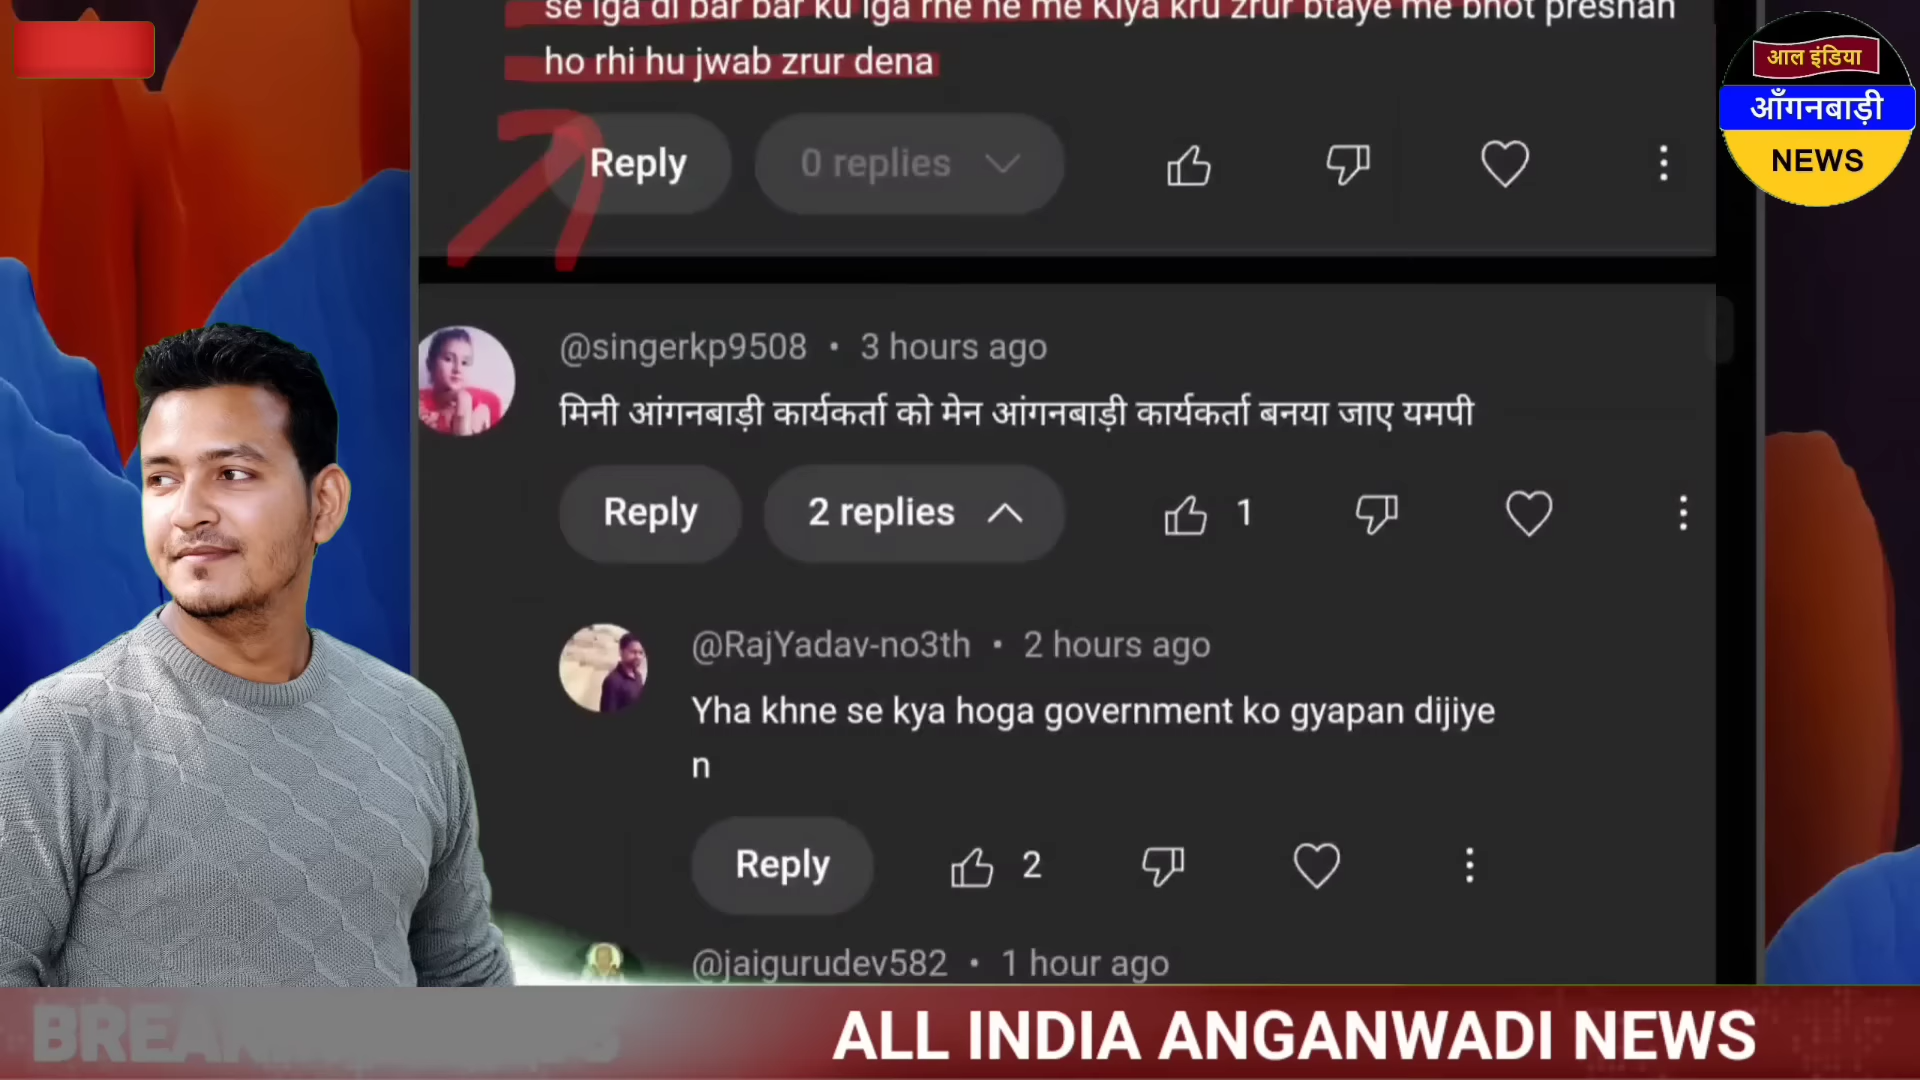 se lga di bar bar ku lga rhe he me Kiya kru zrur btaye me bhot preshan
ho rhi hu jwab zrur dena
Reply
0 replies
आल इंडिया
आँगनबाड़ी
NEWS
@singerkp9508 • 3 hours ago
मिनी आंगनबाड़ी कार्यकर्ता को मेन आंगनबाड़ी कार्यकर्ता बनया जाए यमपी
Reply
2 replies
1
@RajYadav-no3th • 2 hours ago
Yha khne se kya hoga government ko gyapan dijiye
n
Reply
2
@jaigurudev582 • 1 hour ago
ALL INDIA ANGANWADI NEWS